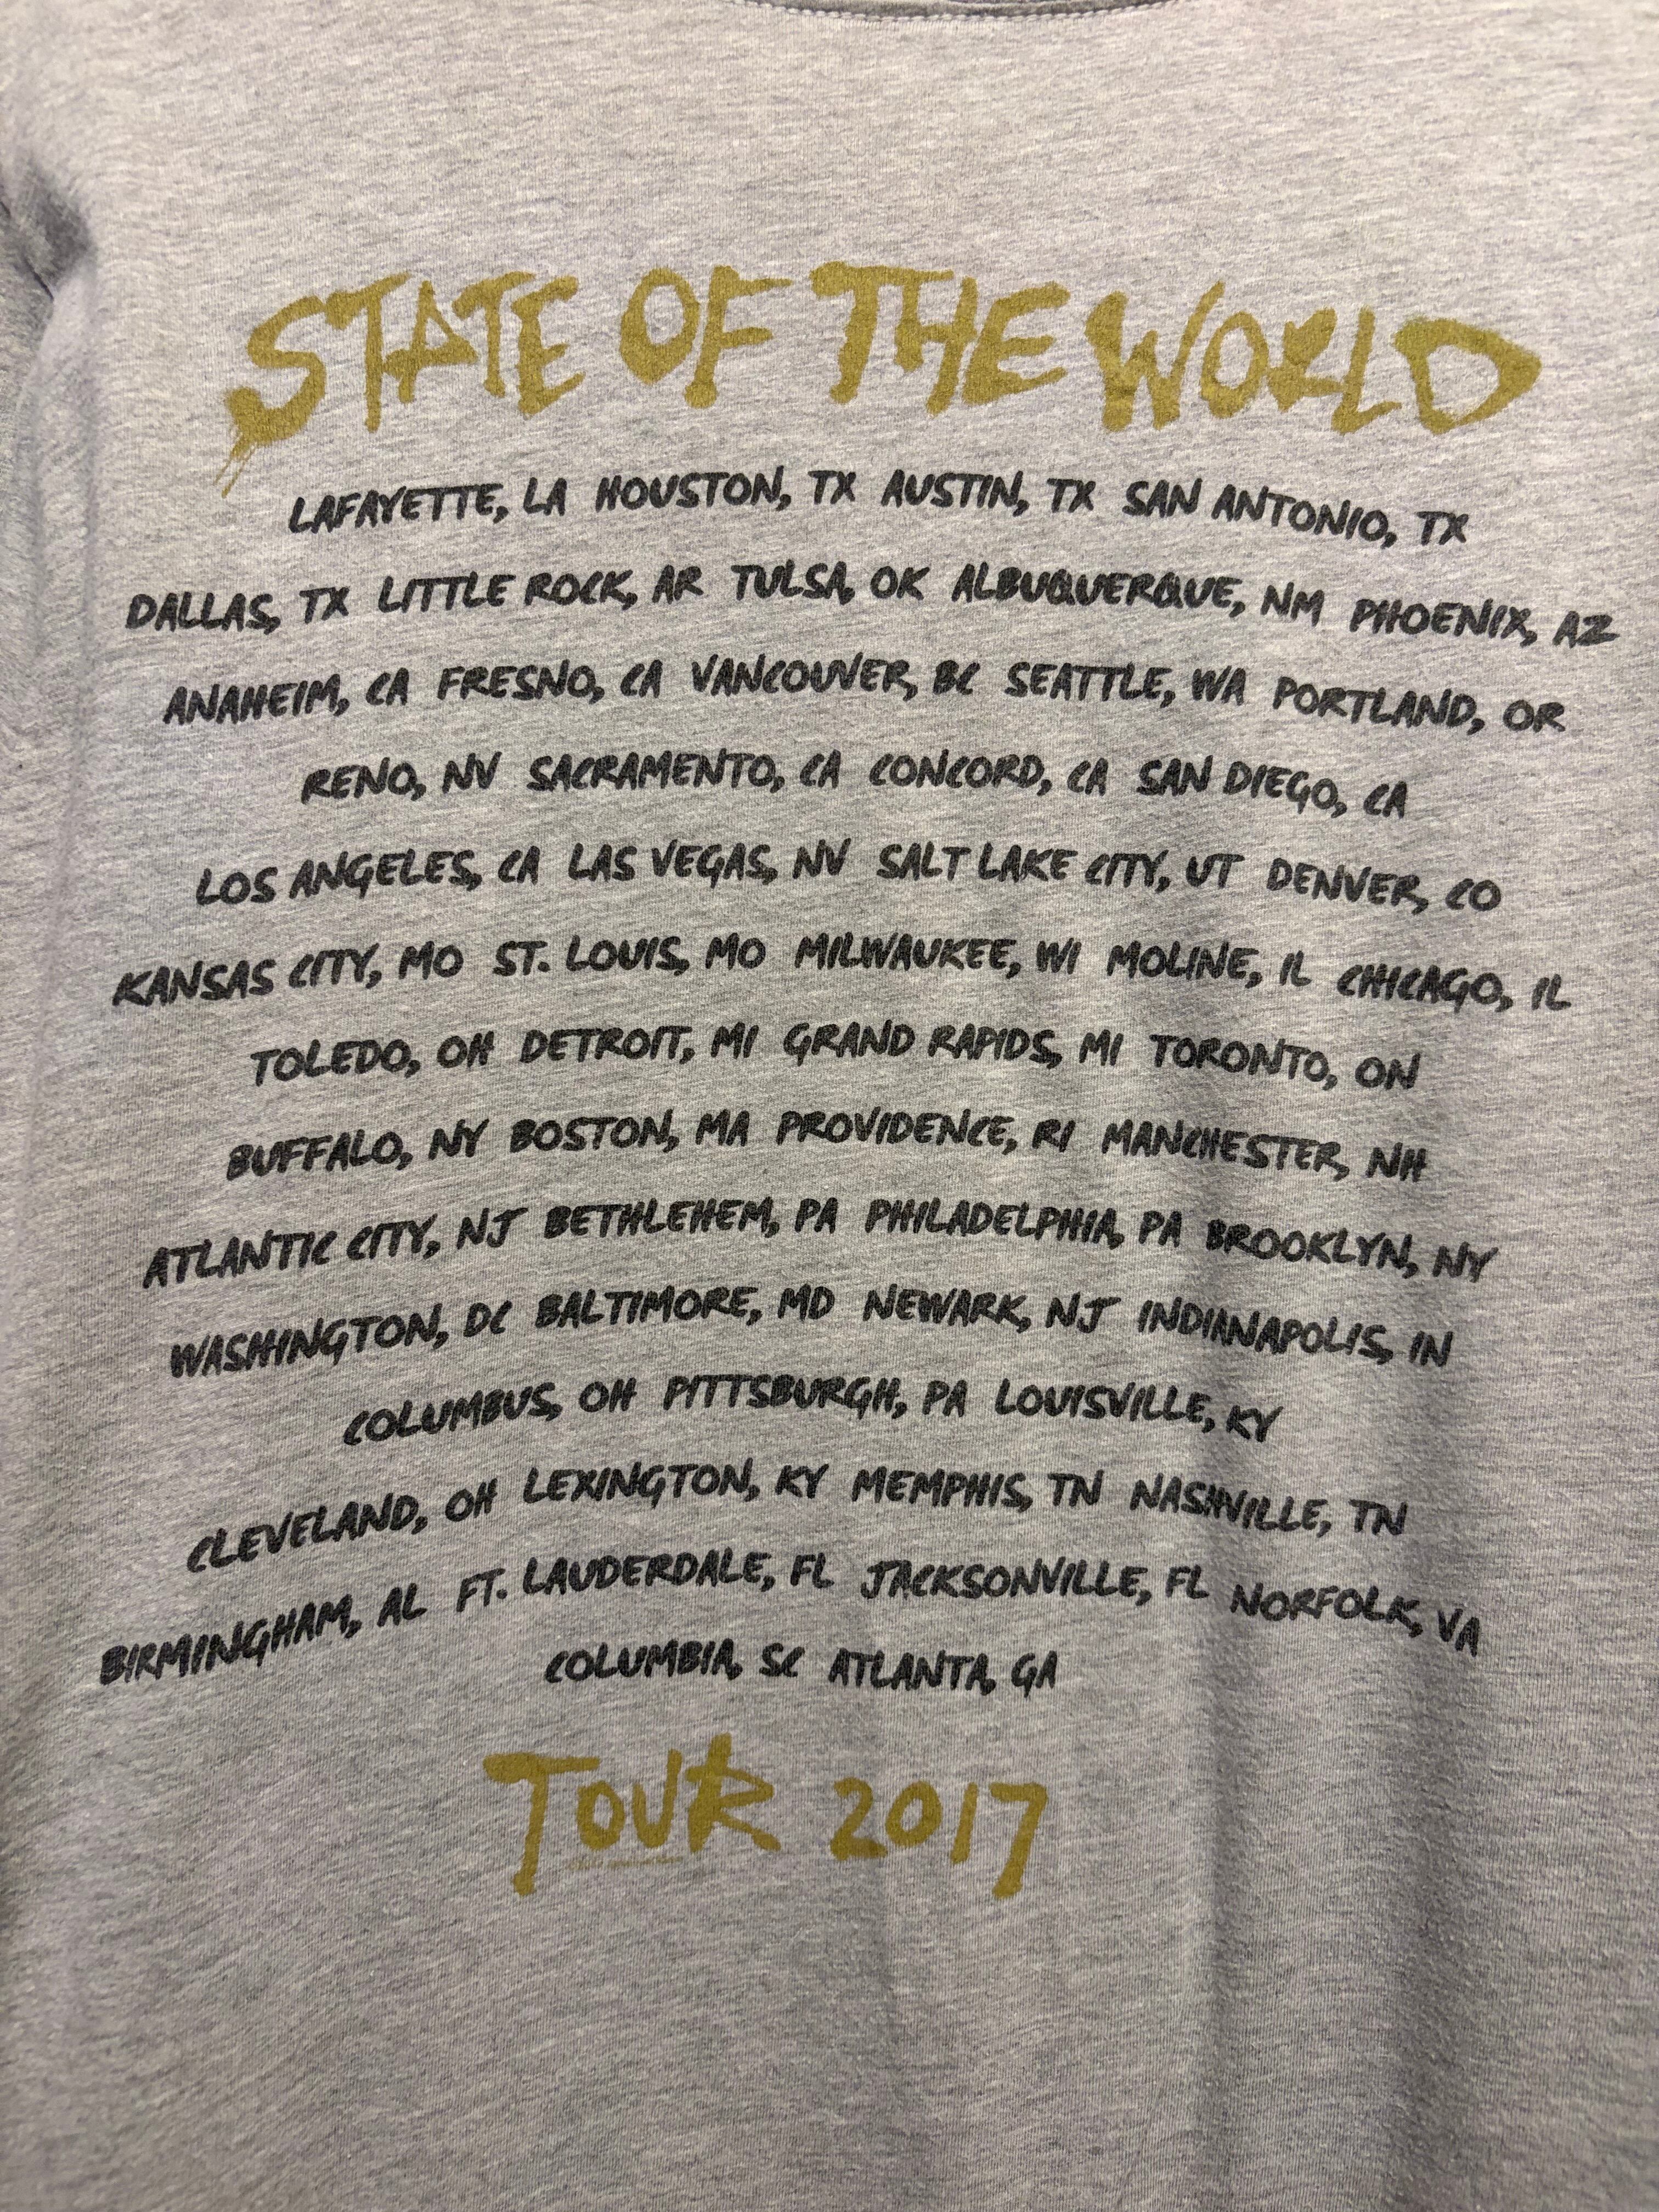 STATE OF THE WORLD
LAFAYETTE, LA HOUSTON, TX AUSTIN, TX SAN ANTONIO, TX
DALLAS, TX LITTLE ROCK, AR TULSA, OK ALBUQUERQUE, NM PHOENIX, AZ
ANAHEIM, CA FRESNO, CA VANCOUVER, BC SEATTLE, WA PORTLAND, OR
RENO, NV SACRAMENTO, CA CONCORD, CA SAN DIEGO, CA
LOS ANGELES, CA LAS VEGAS, NV SALT LAKE CITY, UT DENVER, CO
KANSAS CITY, MO ST. LOUIS, MO MILWAUKEE, WI MOLINE, IL CHICAGO, IL
TOLEDO, OH DETROIT, MI GRAND RAPIDS, MI TORONTO, ON
BUFFALO, NY BOSTON, MA PROVIDENCE, RI MANCHESTER, NH
ATLANTIC CITY, NJ BETHLEHEM, PA PHILADELPHIA, PA BROOKLYN, NY
WASHINGTON, DC BALTIMORE, MD NEWARK, NJ INDIANAPOLIS, IN
COLUMBUS, OH PITTSBURGH, PA LOUISVILLE, KY
CLEVELAND, OH LEXINGTON, KY MEMPHIS, TN NASHVILLE, TN
BIRMINGHAM, AL FT. LAUDERDALE, FL JACKSONVILLE, FL NORFOLK, VA
COLUMBIA, SC ATLANTA, GA
TOUR 2017